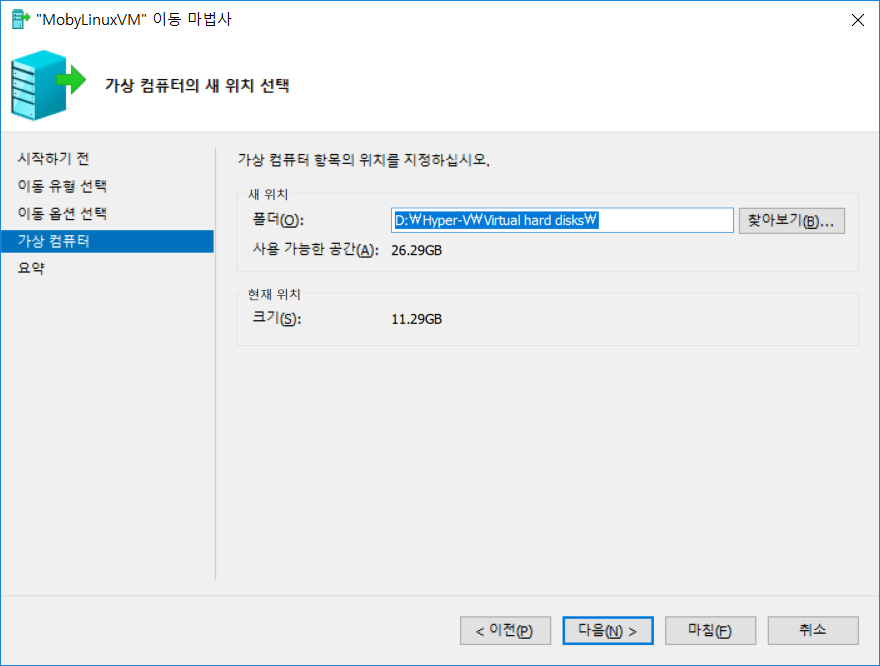 "MobyLinuxVM" 이동 마법사
가상 컴퓨터의 새 위치 선택
시작하기 전
이동 유형 선택
이동 옵션 선택
가상 컴퓨터
요약
가상 컴퓨터 항목의 위치를 지정하십시오.
새 위치
폴더(O): D:₩Hyper-V₩Virtual hard disks₩ 찾아보기(B)...
사용 가능한 공간(A): 26.29GB
현재 위치
크기(S): 11.29GB
< 이전(P) 다음(N) > 마침(F) 취소